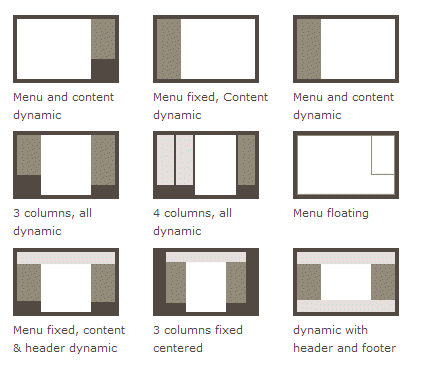 Menu and content
dynamic
Menu fixed, Content
dynamic
Menu and content
dynamic
3 columns, all
dynamic
4 columns, all
dynamic
Menu floating
Menu fixed, content
& header dynamic
3 columns fixed
centered
dynamic with
header and footer